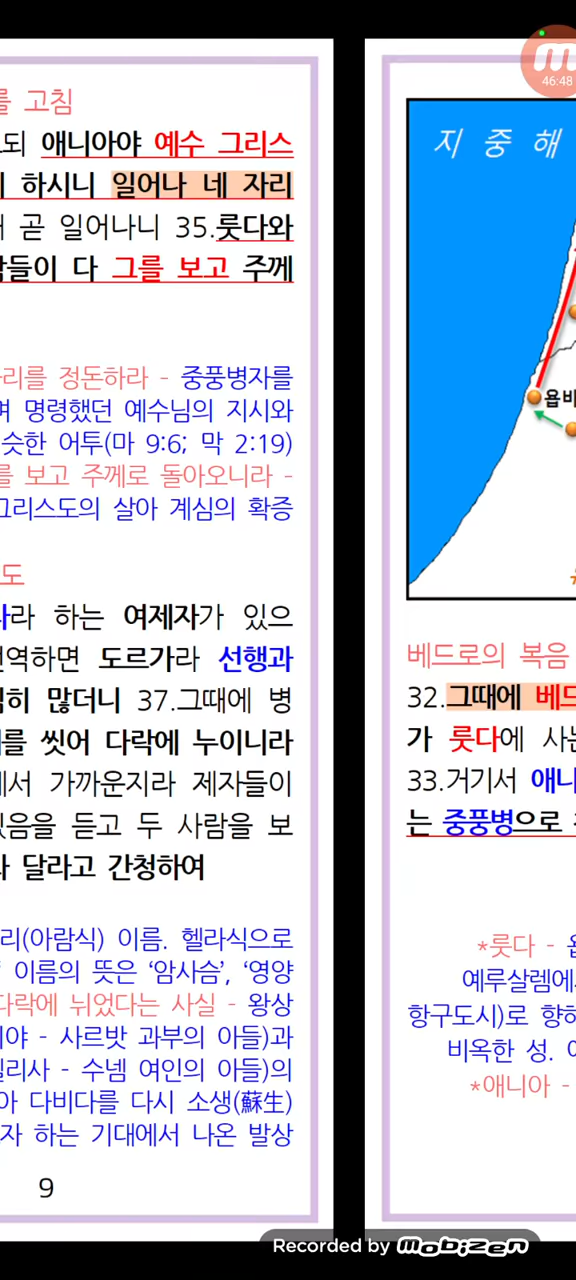 를 고침
되 애니아야 예수 그리스
하시니 일어나 네 자리
곧 일어나니 35.룻다와
람들이 다 그를 보고 주께
자리를 정돈하라 - 중풍병자를
며 명령했던 예수님의 지시와
슷한 어투(마 9:6; 막 2:19)
를 보고 주께로 돌아오니라 -
그리스도의 살아 계심의 확증
도
라 하는 여제자가 있으
번역하면 도르가라 선행과
심히 많더니 37.그때에 병
를 씻어 다락에 누이니라
에서 가까운지라 제자들이
있음을 듣고 두 사람을 보
달라고 간청하여
리(아람식) 이름. 헬라식으로
이름의 뜻은 ‘암사슴’, ‘영양
다락에 뉘었다는 사실 - 왕상
야 - 사르밧 과부의 아들)과
엘리사 - 수넴 여인의 아들)의
아 다비다를 다시 소생(蘇生)
자 하는 기대에서 나온 발상
9
지 중 해
욥바
베드로의 복음
32.그때에 베드
가 룻다에 사는
33.거기서 애니
는 중풍병으로
*룻다 -
예루살렘에
항구도시)로 향하
비옥한 성.
*애니아 -
46:48
Recorded by mobizen